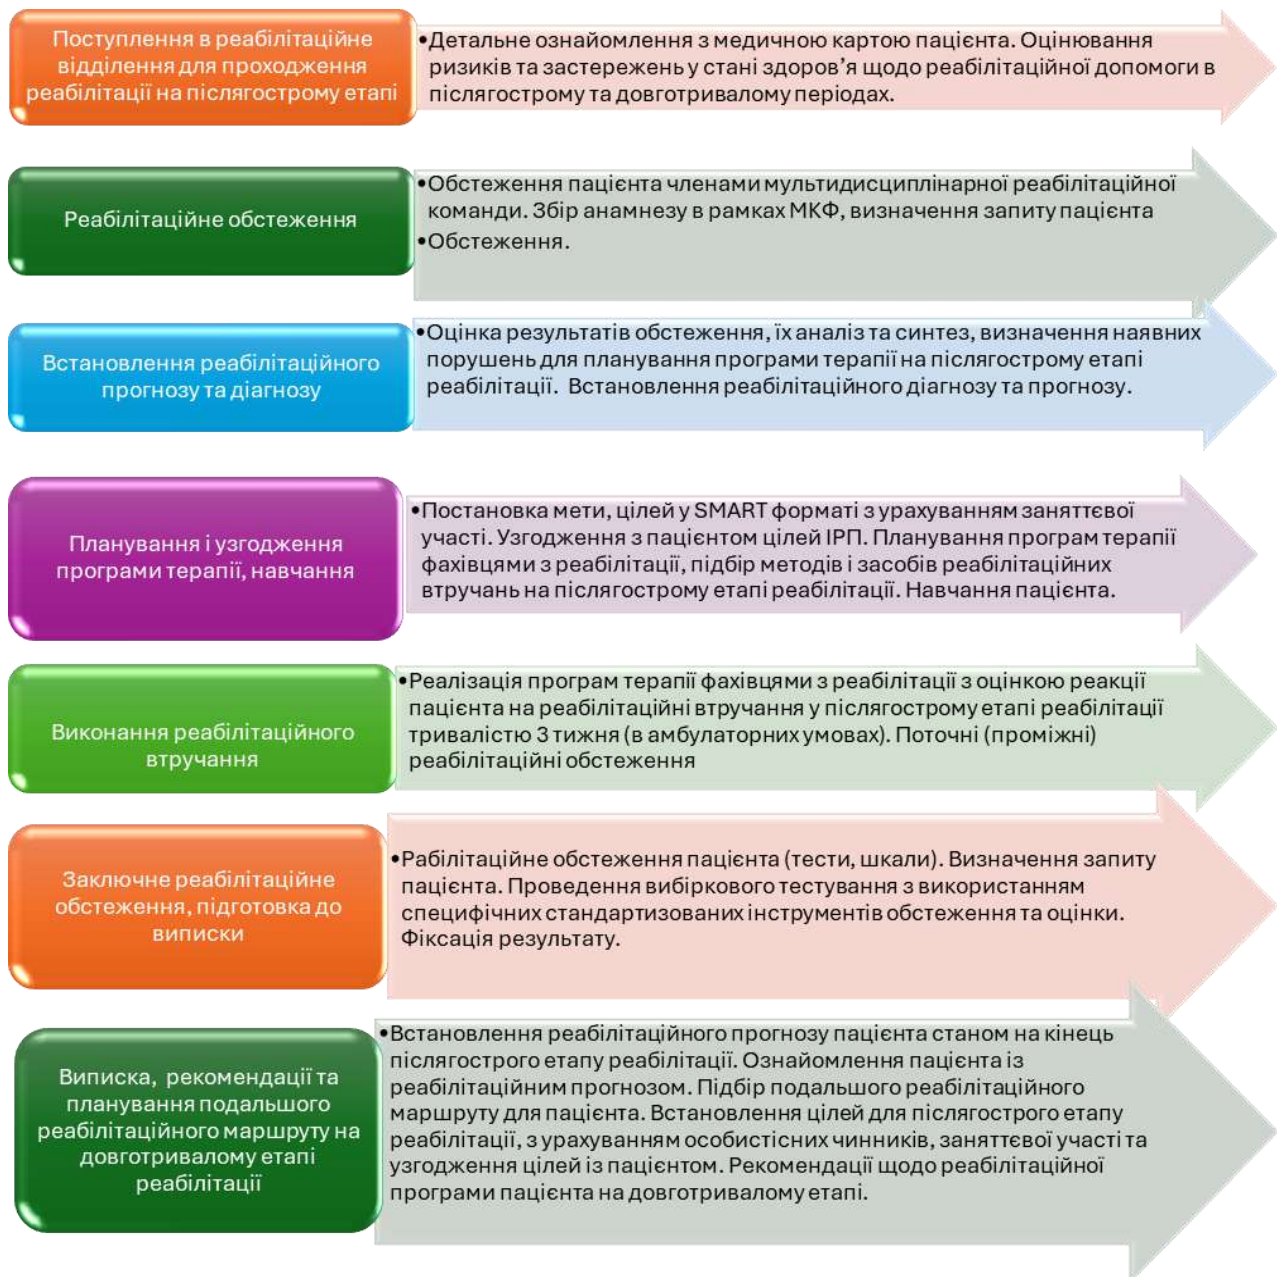 Поступлення в реабілітаційне
відділення для проходження
реабілітації на післягострому етапі
•Детальне ознайомлення з медичною картою пацієнта. Оцінювання
ризиків та застережень у стані здоров’я щодо реабілітаційної допомоги в
післягострому та довготривалому періодах.
Реабілітаційне обстеження
•Обстеження пацієнта членами мультидисциплінарної реабілітаційної
команди. Збір анамнезу в рамках МКФ, визначення запиту пацієнта
•Обстеження.
Встановлення реабілітаційного
прогнозу та діагнозу
•Оцінка результатів обстеження, їх аналіз та синтез, визначення наявних
порушень для планування програми терапії на післягострому етапі
реабілітації. Встановлення реабілітаційного діагнозу та прогнозу.
Планування і узгодження
програми терапії, навчання
•Постановка мети, цілей у SMART форматі з урахуванням заняттєвої
участі. Узгодження з пацієнтом цілей ІРП. Планування програм терапії
фахівцями з реабілітації, підбір методів і засобів реабілітаційних
втручань на післягострому етапі реабілітації. Навчання пацієнта.
Виконання реабілітаційного
втручання
•Реалізація програм терапії фахівцями з реабілітації з оцінкою реакції
пацієнта на реабілітаційні втручання у післягострому етапі реабілітації
тривалістю 3 тижня (в амбулаторних умовах). Поточні (проміжні)
реабілітаційні обстеження
Заключне реабілітаційне
обстеження, підготовка до
виписки
•Рабілітаційне обстеження пацієнта (тести, шкали). Визначення запиту
пацієнта. Проведення вибіркового тестування з використанням
специфічних стандартизованих інструментів обстеження та оцінки.
Фіксація результату.
Виписка, рекомендації та
планування подальшого
реабілітаційного маршруту на
довготривалому етапі
реабілітації
•Встановлення реабілітаційного прогнозу пацієнта станом на кінець
післягострого етапу реабілітації. Ознайомлення пацієнта із
реабілітаційним прогнозом. Підбір подальшого реабілітаційного
маршруту для пацієнта. Встановлення цілей для післягострого етапу
реабілітації, з урахуванням особистісних чинників, заняттєвої участі та
узгодження цілей із пацієнтом. Рекомендації щодо реабілітаційної
програми пацієнта на довготривалому етапі.